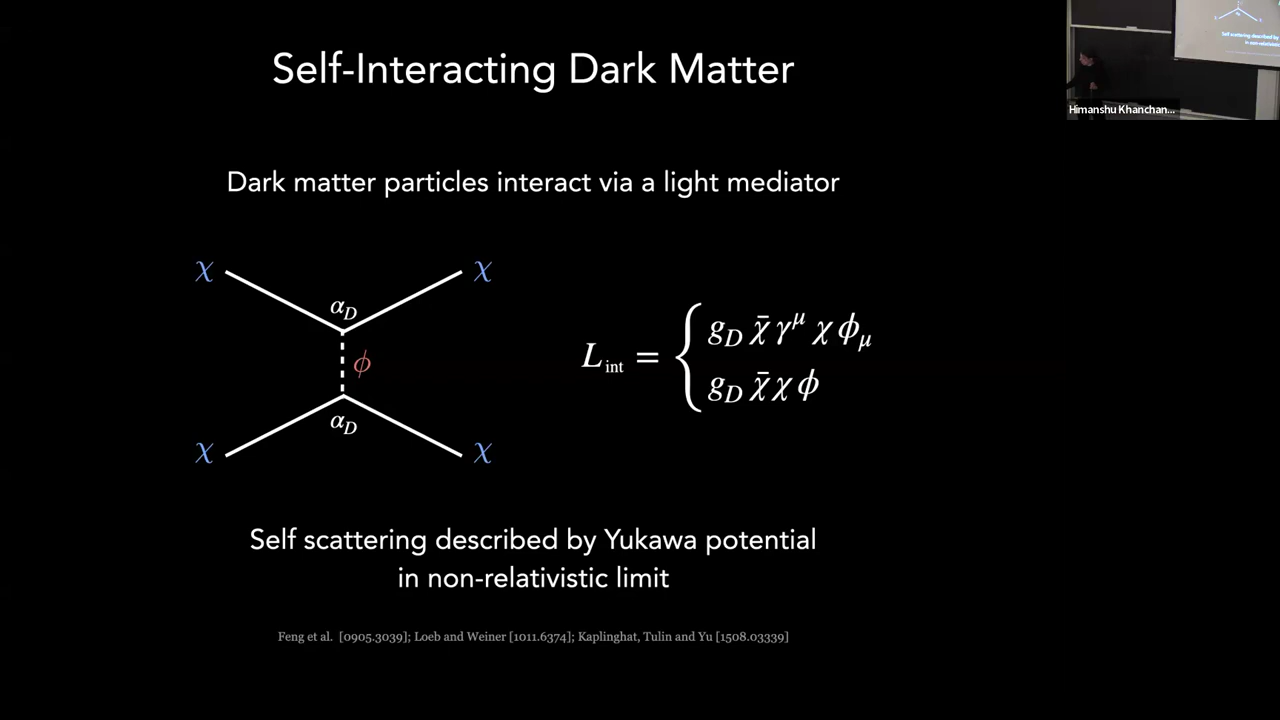 Self-Interacting Dark Matter
Himanshu Khanchan...
Dark matter particles interact via a light mediator
χ χ
α_D
φ
α_D
χ χ
L_int = { g_D χ̄ γ^μ χ φ_μ
g_D χ̄ χ φ
Self scattering described by Yukawa potential
in non-relativistic limit
Feng et al. [0905.3039]; Loeb and Weiner [1011.6374]; Kaplinghat, Tulin and Yu [1508.03339]